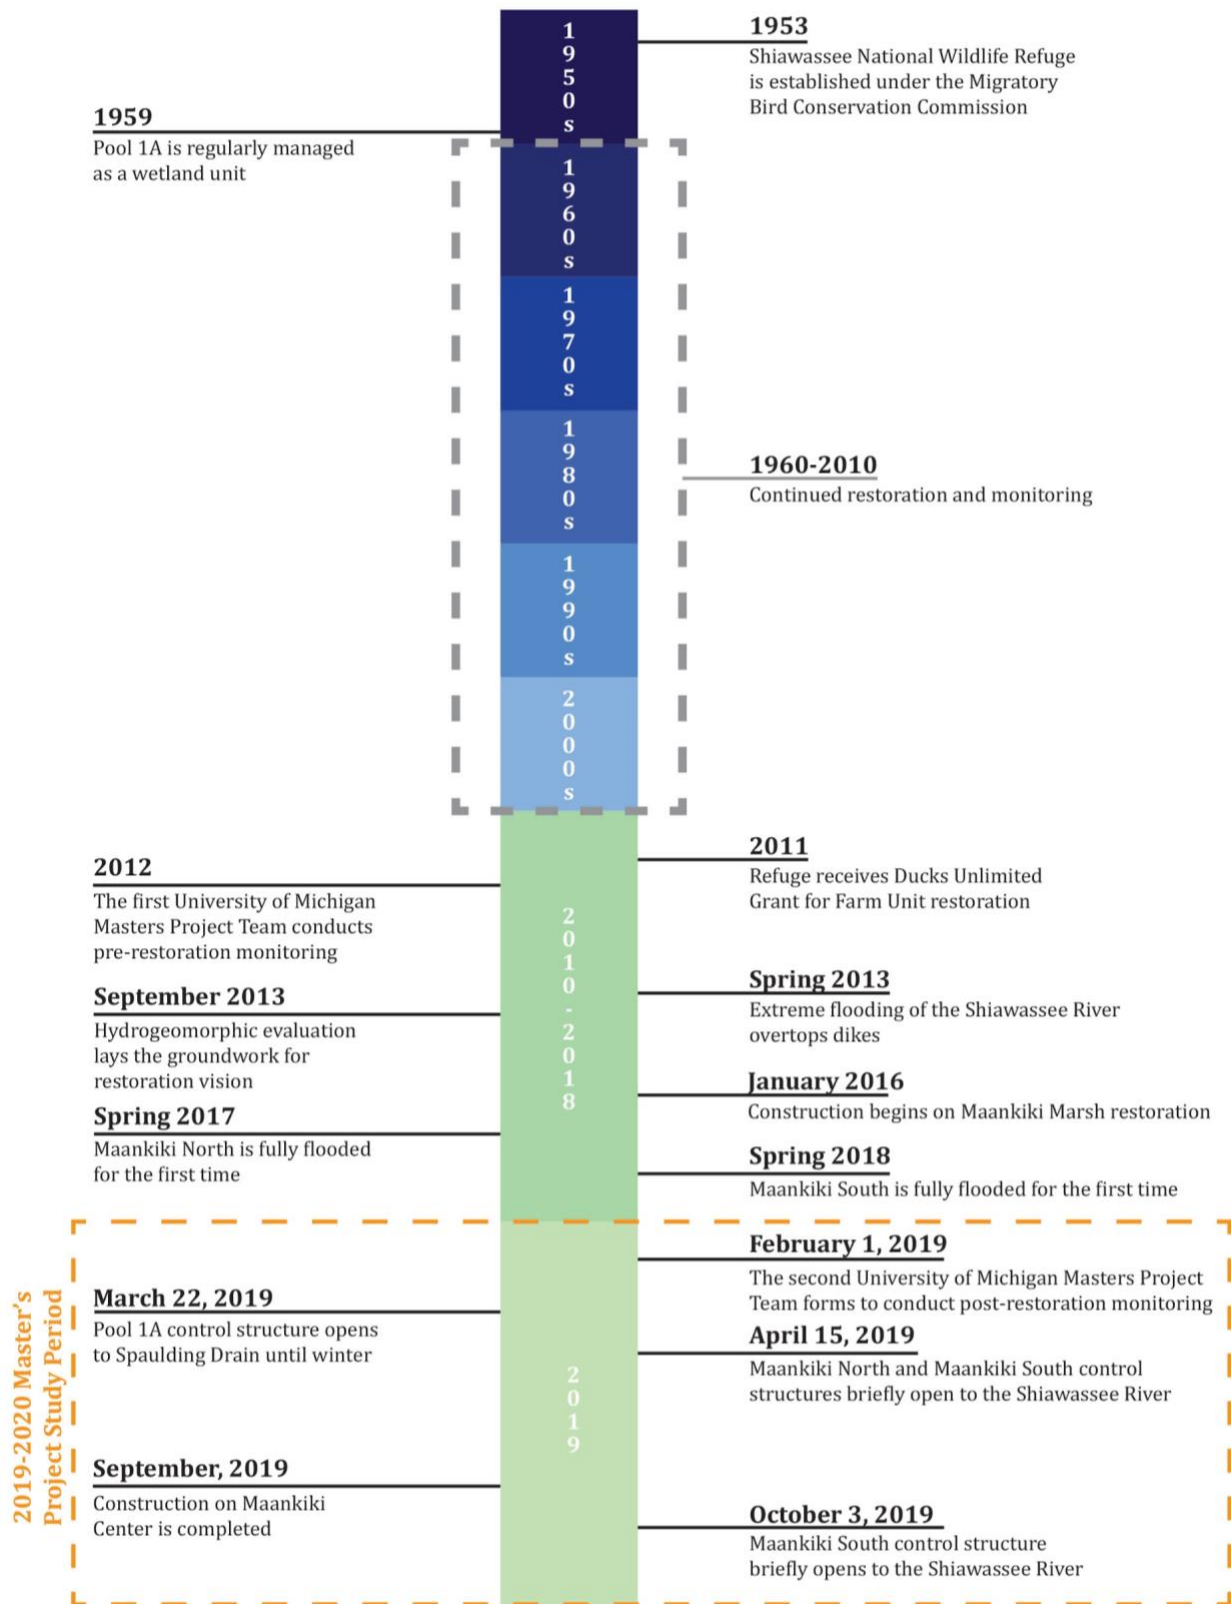 1950s
1953
Shiawassee National Wildlife Refuge
is established under the Migratory
Bird Conservation Commission
1959
Pool 1A is regularly managed
as a wetland unit
1960s
1970s
1980s
1960-2010
Continued restoration and monitoring
1990s
2000s
2010-2018
2011
Refuge receives Ducks Unlimited
Grant for Farm Unit restoration
2012
The first University of Michigan
Masters Project Team conducts
pre-restoration monitoring
Spring 2013
Extreme flooding of the Shiawassee River
overtops dikes
September 2013
Hydrogeomorphic evaluation
lays the groundwork for
restoration vision
January 2016
Construction begins on Maankiki Marsh restoration
Spring 2017
Maankiki North is fully flooded
for the first time
Spring 2018
Maankiki South is fully flooded for the first time
2019-2020 Master's
Project Study Period
2019
February 1, 2019
The second University of Michigan Masters Project
Team forms to conduct post-restoration monitoring
March 22, 2019
Pool 1A control structure opens
to Spaulding Drain until winter
April 15, 2019
Maankiki North and Maankiki South control
structures briefly open to the Shiawassee River
September, 2019
Construction on Maankiki
Center is completed
October 3, 2019
Maankiki South control structure
briefly opens to the Shiawassee River